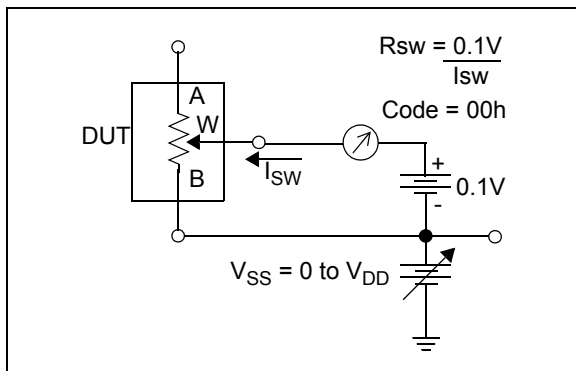 Rsw = 0.1V
Isw
Code = 00h
A
DUT
W
B
ISW
+
0.1V
-
VSS = 0 to VDD